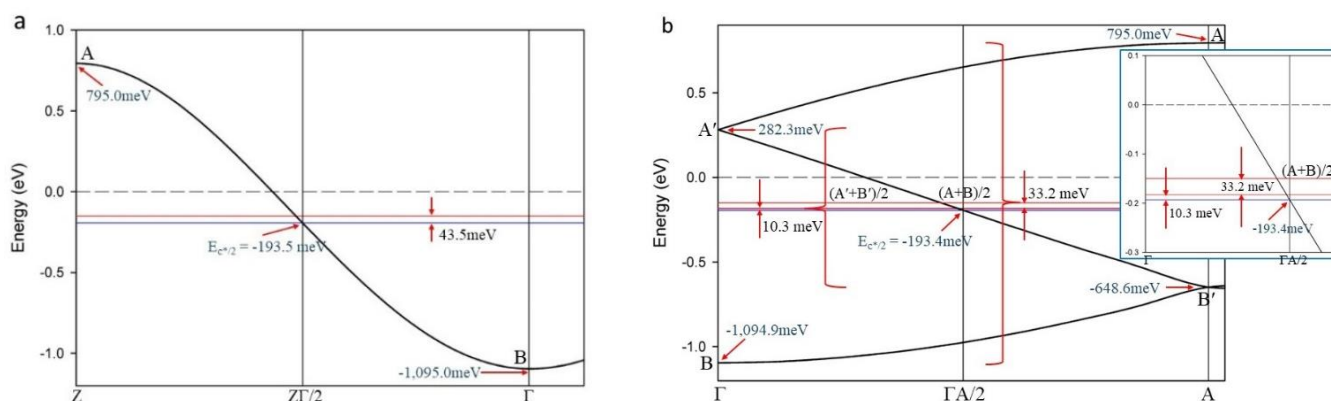 a
Energy (eV)
1.0
0.5
0.0
-0.5
-1.0
A
795.0meV
43.5meV
E_c*/2 = -193.5 meV
B
-1,095.0meV
Z
ZΓ/2
Γ
b
Energy (eV)
0.5
0.0
-0.5
-1.0
795.0meV
A
A′
282.3meV
(A′+B′)/2
(A+B)/2
33.2meV
10.3 meV
E_c*/2 = -193.4meV
-648.6meV
B′
-1,094.9meV
B
Γ
ΓA/2
A
0.1
0.0
-0.1
-0.2
-0.3
(A+B)/2
33.2 meV
10.3 meV
-193.4meV
Γ
ΓA/2